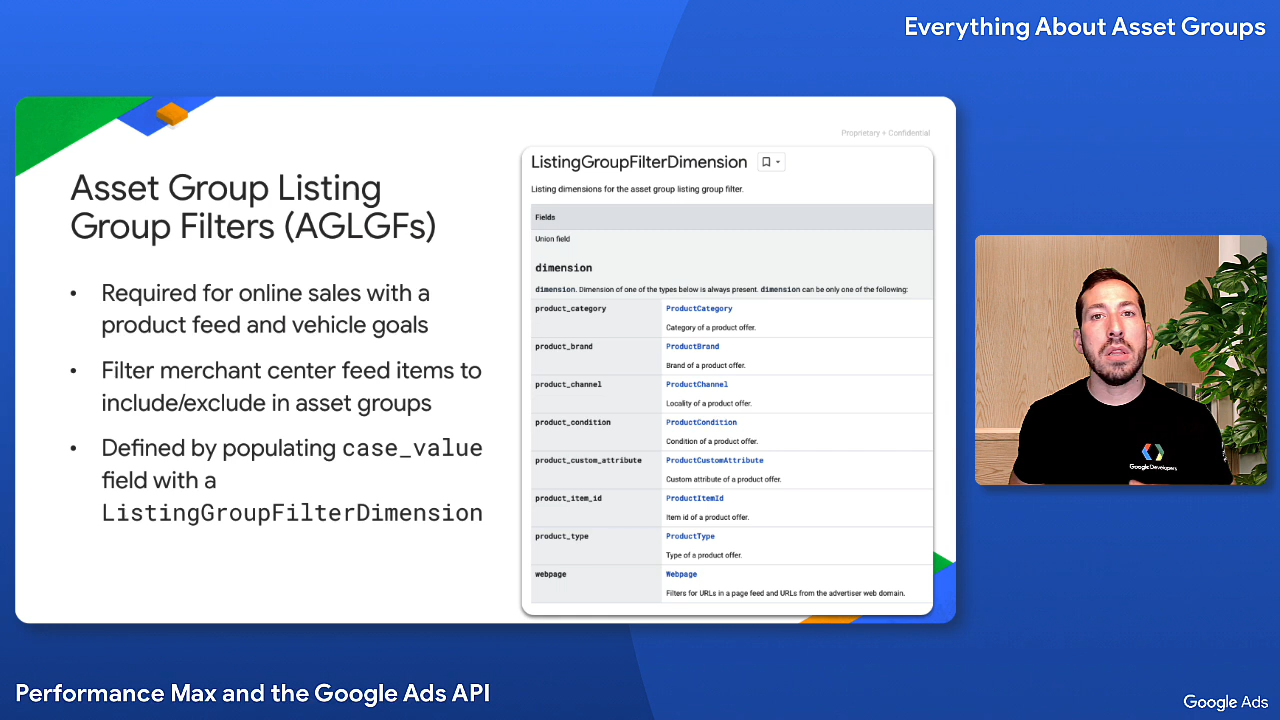 Everything About Asset Groups
Proprietary + Confidential
Asset Group Listing
Group Filters (AGLGFs)
• Required for online sales with a
product feed and vehicle goals
• Filter merchant center feed items to
include/exclude in asset groups
• Defined by populating case_value
field with a
ListingGroupFilterDimension
ListingGroupFilterDimension
Listing dimensions for the asset group listing group filter.
Fields
Union field
dimension
dimension. Dimension of one of the types below is always present. dimension can be only one of the following:
product_category ProductCategory
Category of a product offer.
product_brand ProductBrand
Brand of a product offer.
product_channel ProductChannel
Locality of a product offer.
product_condition ProductCondition
Condition of a product offer.
product_custom_attribute ProductCustomAttribute
Custom attribute of a product offer.
product_item_id ProductItemId
Item id of a product offer.
product_type ProductType
Type of a product offer.
webpage Webpage
Filters for URLs in a page feed and URLs from the advertiser web domain.
Google Developers
Performance Max and the Google Ads API
Google Ads